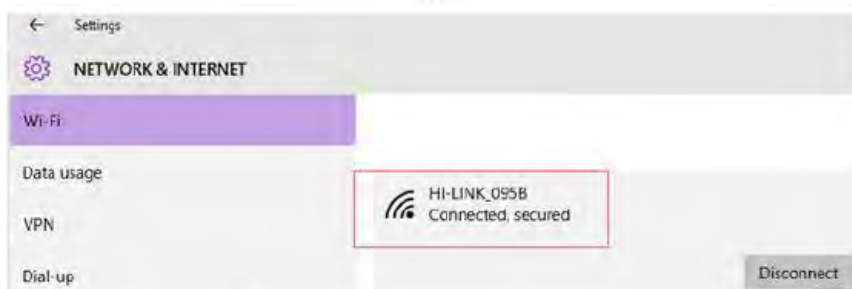 ← Settings
NETWORK & INTERNET
Wi-Fi
Data usage
VPN
Dial-up
HI-LINK_095B
Connected, secured
Disconnect